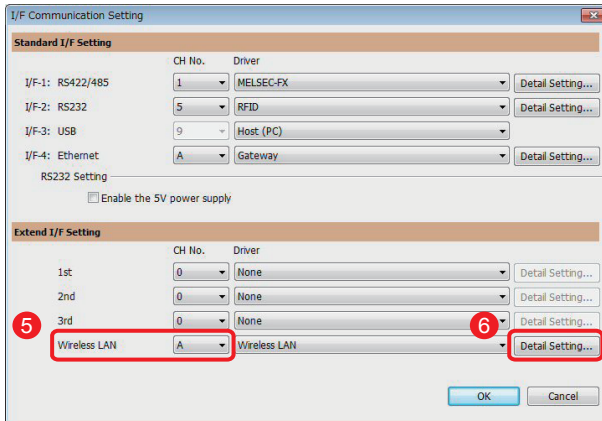 I/F Communication Setting
Standard I/F Setting
CH No. Driver
I/F-1: RS422/485 1 MELSEC-FX Detail Setting...
I/F-2: RS232 5 RFID Detail Setting...
I/F-3: USB 9 Host (PC)
I/F-4: Ethernet A Gateway Detail Setting...
RS232 Setting
Enable the 5V power supply
Extend I/F Setting
CH No. Driver
1st 0 None Detail Setting...
2nd 0 None Detail Setting...
3rd 0 None Detail Setting...
5 6
Wireless LAN A Wireless LAN Detail Setting...
OK Cancel